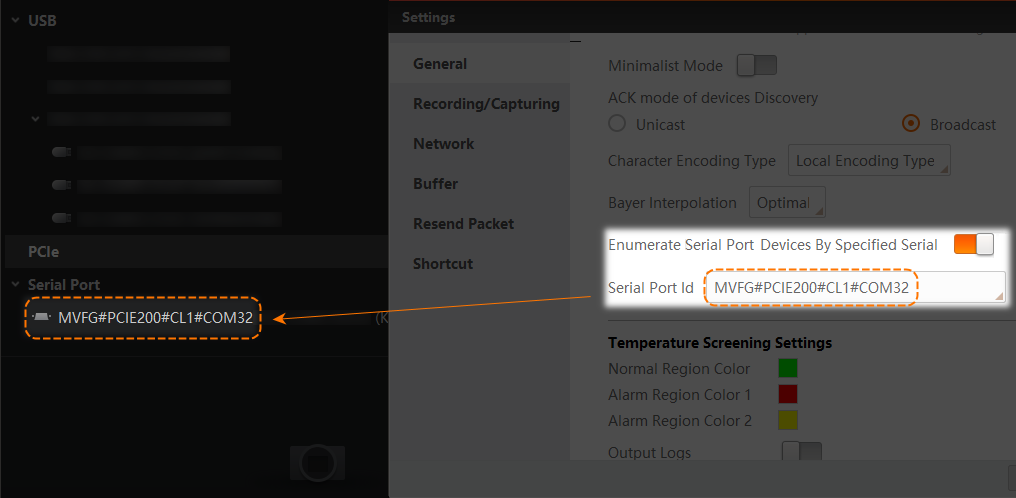 USB
PCIe
Serial Port
MVFG#PCIE200#CL1#COM32
Settings
General
Recording/Capturing
Network
Buffer
Resend Packet
Shortcut
Minimalist Mode
ACK mode of devices Discovery
Unicast Broadcast
Character Encoding Type Local Encoding Type
Bayer Interpolation Optimal
Enumerate Serial Port Devices By Specified Serial
Serial Port Id MVFG#PCIE200#CL1#COM32
Temperature Screening Settings
Normal Region Color
Alarm Region Color 1
Alarm Region Color 2
Output Logs